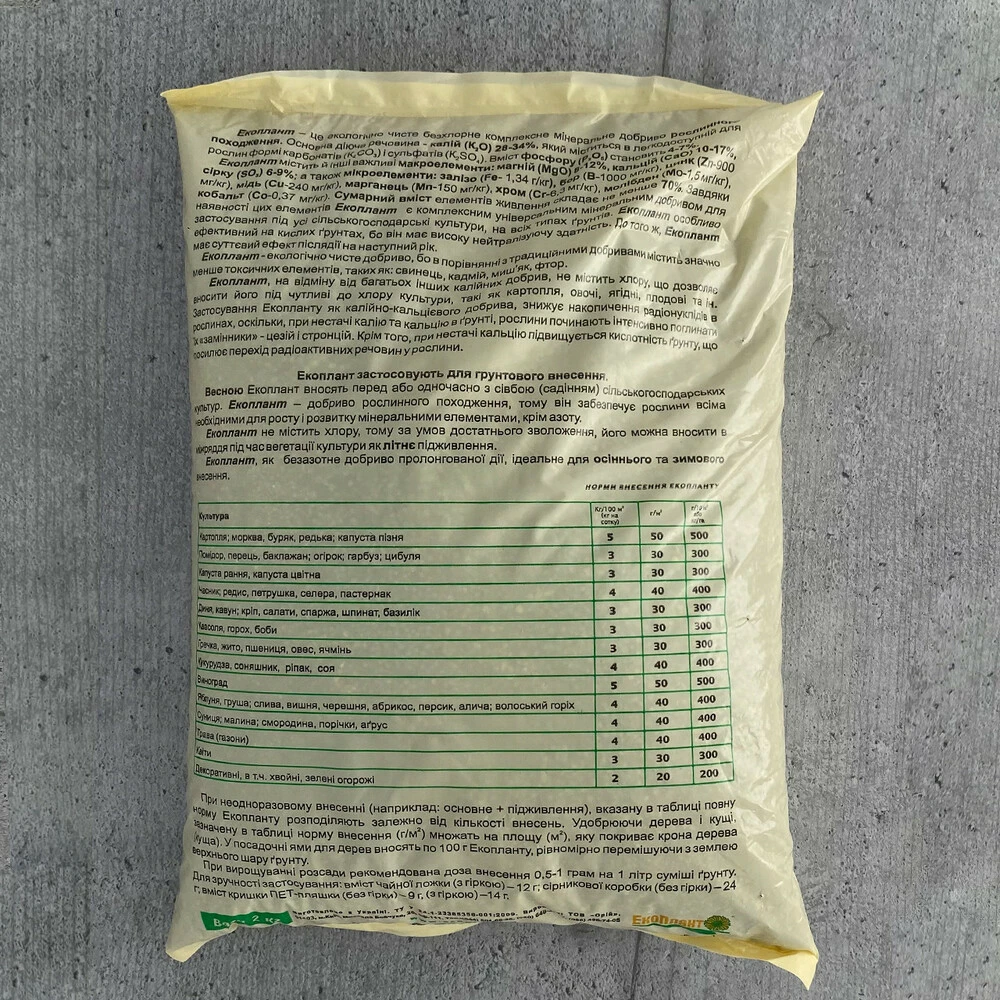 Екоплант – це екологічно чисте безхлорне комплексне мінеральне добриво рослинного
походження. Основна діюча речовина - калій (K₂O) 28-34%, який міститься в легкодоступній для
рослин формі карбонатів (K₂CO₃) і сульфатів (K₂SO₄). Вміст фосфору (P₂O₅) становить 4-7%.
Екоплант містить й інші важливі макроелементи: магній (MgO) 8-12%, кальцій (CaO) 10-17%,
сірку (SO₃) 6-9%; а також мікроелементи: залізо (Fe- 1,34 г/кг), бор (B-1000 мг/кг), цинк (Zn-900
мг/кг), мідь (Cu-240 мг/кг), марганець (Mn-150 мг/кг), хром (Cr-6,3 мг/кг), молібден (Mo-1,5мг/кг),
кобальт (Co-0,37 мг/кг). Сумарний вміст елементів живлення складає не менше 70%. Завдяки
наявності цих елементів Екоплант є комплексним універсальним мінеральним добривом для
застосування під усі сільськогосподарські культури, на всіх типах ґрунтів. Екоплант особливо
ефективний на кислих ґрунтах, бо він має високу нейтралізуючу здатність. До того ж, Екоплант
має суттєвий ефект післядії на наступний рік.
Екоплант - екологічно чисте добриво, бо в порівнянні з традиційними добривами містить значно
менше токсичних елементів, таких як: свинець, кадмій, миш'як, фтор.
Екоплант, на відміну від багатьох інших калійних добрив, не містить хлору, що дозволяє
вносити його під чутливі до хлору культури, такі як картопля, овочі, ягідні, плодові та ін.
Застосування Екопланту як калійно-кальцієвого добрива, знижує накопичення радіонуклідів в
рослинах, оскільки, при нестачі калію та кальцію в ґрунті, рослини починають інтенсивно поглинати
їх «замінники» - цезій і стронцій. Крім того, при нестачі кальцію підвищується кислотність ґрунту, що
посилює перехід радіоактивних речовин у рослини.
Екоплант застосовують для ґрунтового внесення.
Весною Екоплант вносять перед або одночасно з сівбою (садінням) сільськогосподарських
культур. Екоплант – добриво рослинного походження, тому він забезпечує рослини всіма
необхідними для росту і розвитку мінеральними елементами, крім азоту.
Екоплант не містить хлору, тому за умов достатнього зволоження, його можна вносити в
міжряддя під час вегетації культури як літнє підживлення.
Екоплант, як безазотне добриво пролонгованої дії, ідеальне для осіннього та зимового
внесення.
НОРМИ ВНЕСЕННЯ ЕКОПЛАНТУ
Культура Кг/100 м² (кг на сотку) г/м² г/10 м² або кг/га
Картопля; морква, буряк, редька; капуста пізня 5 50 500
Помідор, перець, баклажан; огірок; гарбуз; цибуля 3 30 300
Капуста рання, капуста цвітна 3 30 300
Часник; редис, петрушка, селера, пастернак 4 40 400
Диня, кавун; кріп, салати, спаржа, шпинат, базилік 3 30 300
Квасоля, горох, боби 3 30 300
Гречка, жито, пшениця, овес, ячмінь 3 30 300
Кукурудза, соняшник, ріпак, соя 4 40 400
Виноград 5 50 500
Яблуня, груша; слива, вишня, черешня, абрикос, персик, алича; волоський горіх 4 40 400
Суниця; малина; смородина, порічки, аґрус 4 40 400
Трава (газони) 4 40 400
Квіти 3 30 300
Декоративні, в т.ч. хвойні, зелені огорожі 2 20 200
При неодноразовому внесенні (наприклад: основне + підживлення), вказану в таблиці повну
норму Екопланту розподіляють залежно від кількості внесень. Удобрюючи дерева і кущі,
зазначену в таблиці норму внесення (г/м²) множать на площу (м²), яку покриває крона дерева
(куща). У посадочні ями для дерев вносять по 100 г Екопланту, рівномірно перемішуючи з землею
верхнього шару ґрунту.
При вирощуванні розсади рекомендована доза внесення 0,5-1 грам на 1 літр суміші ґрунту.
Для зручності застосування: вміст чайної ложки (з гіркою) – 12 г; сірникової коробки (без гірки) – 24
г; вміст кришки ПЕТ-пляшки (без гірки) – 9 г, (з гіркою) – 14 г.
Вага 2 кг
Виготовлено в Україні. ТУ У ТОВ «Орій»
ЕкоПлант